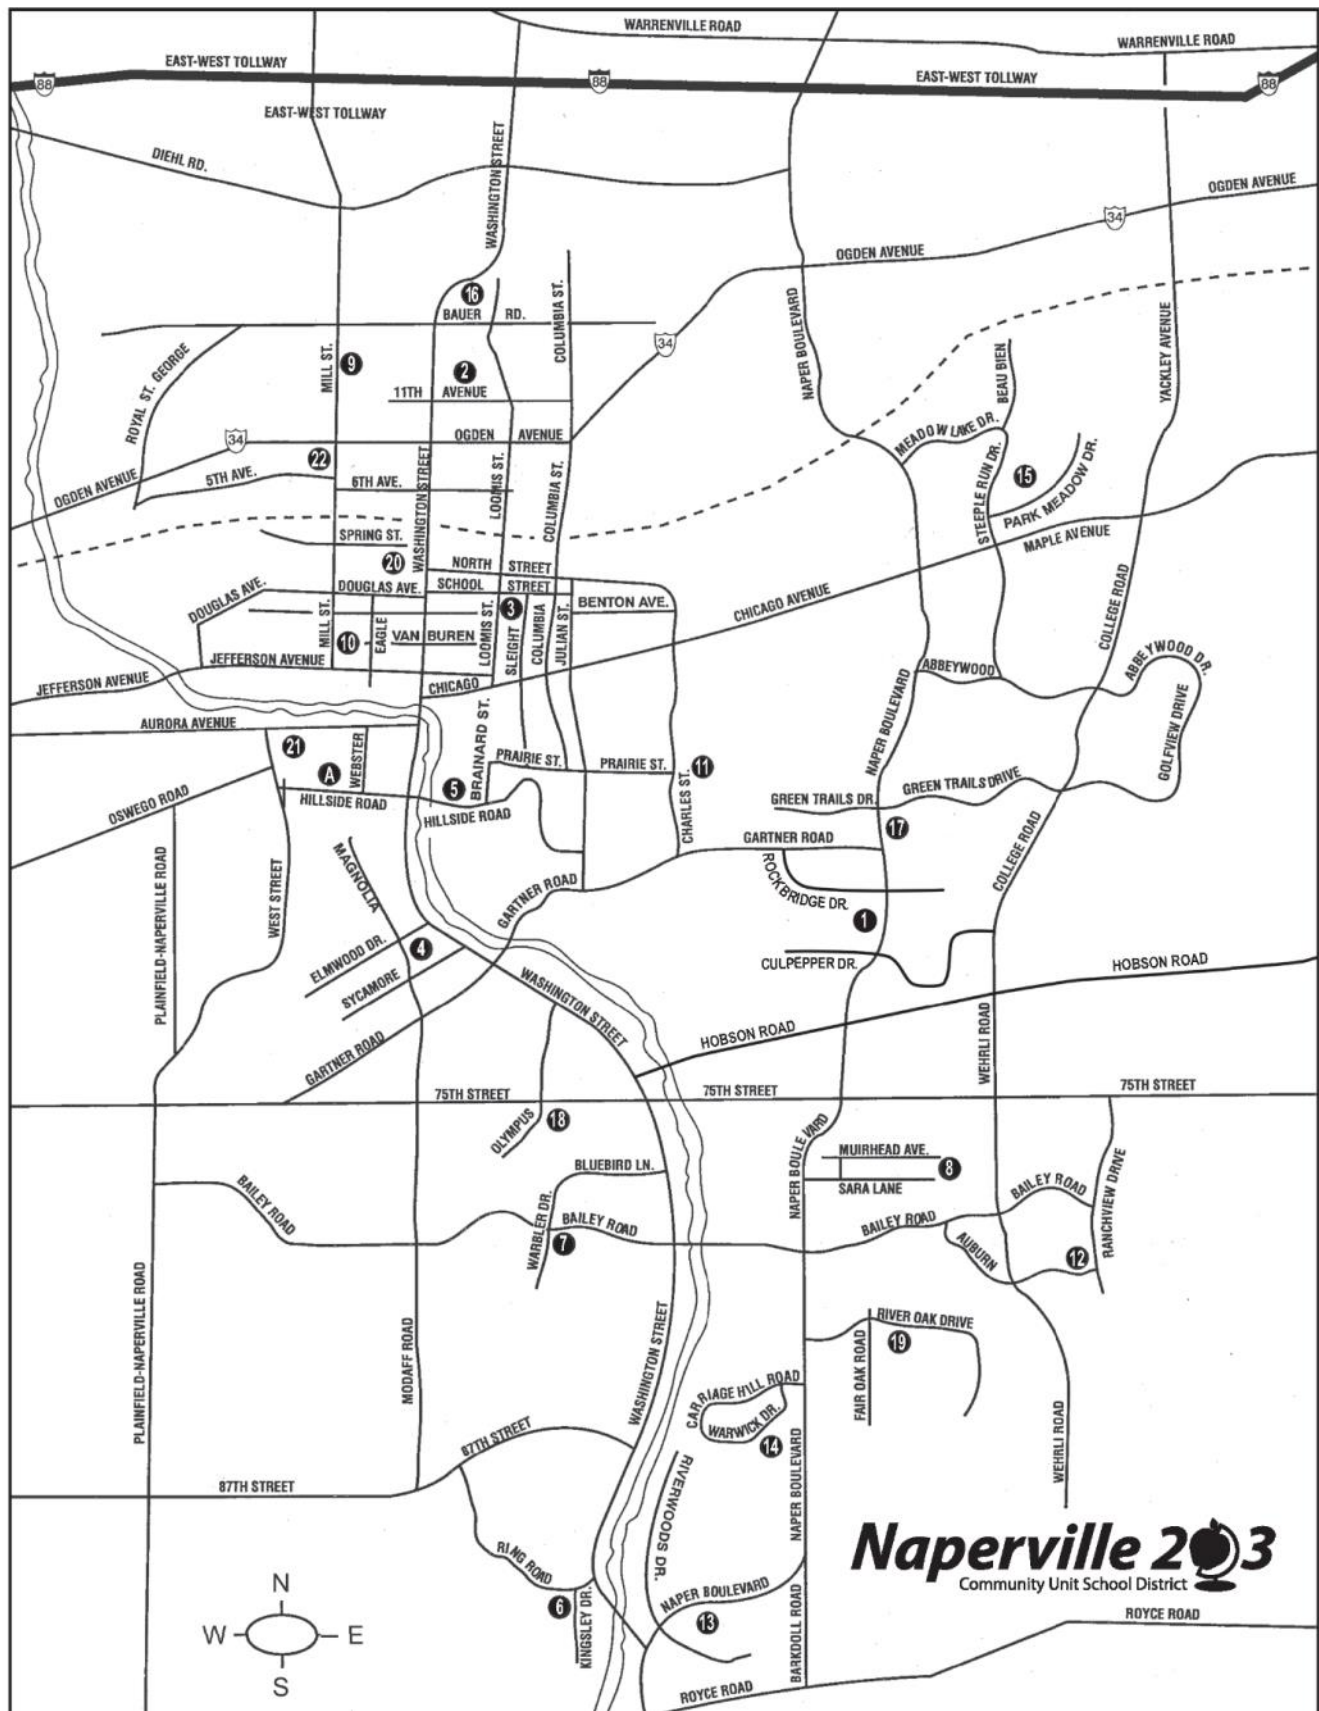 WARRENVILLE ROAD
WARRENVILLE ROAD
EAST-WEST TOLLWAY
88
88
EAST-WEST TOLLWAY
88
EAST-WEST TOLLWAY
DIEHL RD.
WASHINGTON STREET
OGDEN AVENUE
34
OGDEN AVENUE
16
BAUER RD.
COLUMBIA ST.
NAPER BOULEVARD
YACKLEY AVENUE
ROYAL ST. GEORGE
MILL ST.
9
2
34
BEAU BIEN
11TH AVENUE
34
OGDEN AVENUE
MEADOW LAKE DR.
22
5TH AVE.
OGDEN AVENUE
6TH AVE.
WASHINGTON STREET
LOOMIS ST.
COLUMBIA ST.
STEEPLE RUN DR.
15
PARK MEADOW DR.
MAPLE AVENUE
SPRING ST.
20
NORTH STREET
DOUGLAS AVE.
DOUGLAS AVE.
SCHOOL STREET
3
BENTON AVE.
CHICAGO AVENUE
COLLEGE ROAD
MILL ST.
10
EAGLE
VAN BUREN
LOOMIS ST.
SLEIGHT
COLUMBIA
JULIAN ST.
JEFFERSON AVENUE
JEFFERSON AVENUE
CHICAGO
ABBEYWOOD
ABBEYWOOD DR.
AURORA AVENUE
21
A
WEBSTER
BRAINARD ST.
PRAIRIE ST.
PRAIRIE ST.
11
NAPER BOULEVARD
GOLFVIEW DRIVE
OSWEGO ROAD
HILLSIDE ROAD
5
HILLSIDE ROAD
CHARLES ST.
GREEN TRAILS DR.
GREEN TRAILS DRIVE
17
GARTNER ROAD
COLLEGE ROAD
PLAINFIELD-NAPERVILLE ROAD
WEST STREET
MAGNOLIA
GARTNER ROAD
ROCKBRIDGE DR.
1
ELMWOOD DR.
4
SYCAMORE
CULPEPPER DR.
HOBSON ROAD
WASHINGTON STREET
HOBSON ROAD
GARTNER ROAD
WEHRLI ROAD
75TH STREET
75TH STREET
75TH STREET
OLYMPUS
18
NAPER BOULEVARD
MUIRHEAD AVE.
8
SARA LANE
BLUEBIRD LN.
BAILEY ROAD
WARBLER DR.
BAILEY ROAD
7
BAILEY ROAD
BAILEY ROAD
AUBURN
12
RANCHVIEW DRIVE
PLAINFIELD-NAPERVILLE ROAD
MODAFF ROAD
WASHINGTON STREET
RIVER OAK DRIVE
19
FAIR OAK ROAD
CARRIAGE HILL ROAD
WARWICK DR.
14
WEHRLI ROAD
87TH STREET
87TH STREET
RIVERWOODS DR.
NAPER BOULEVARD
Naperville 203
Community Unit School District
RING ROAD
6
KINGSLEY DR.
NAPER BOULEVARD
13
BARKDOLL ROAD
ROYCE ROAD
ROYCE ROAD
N
W E
S